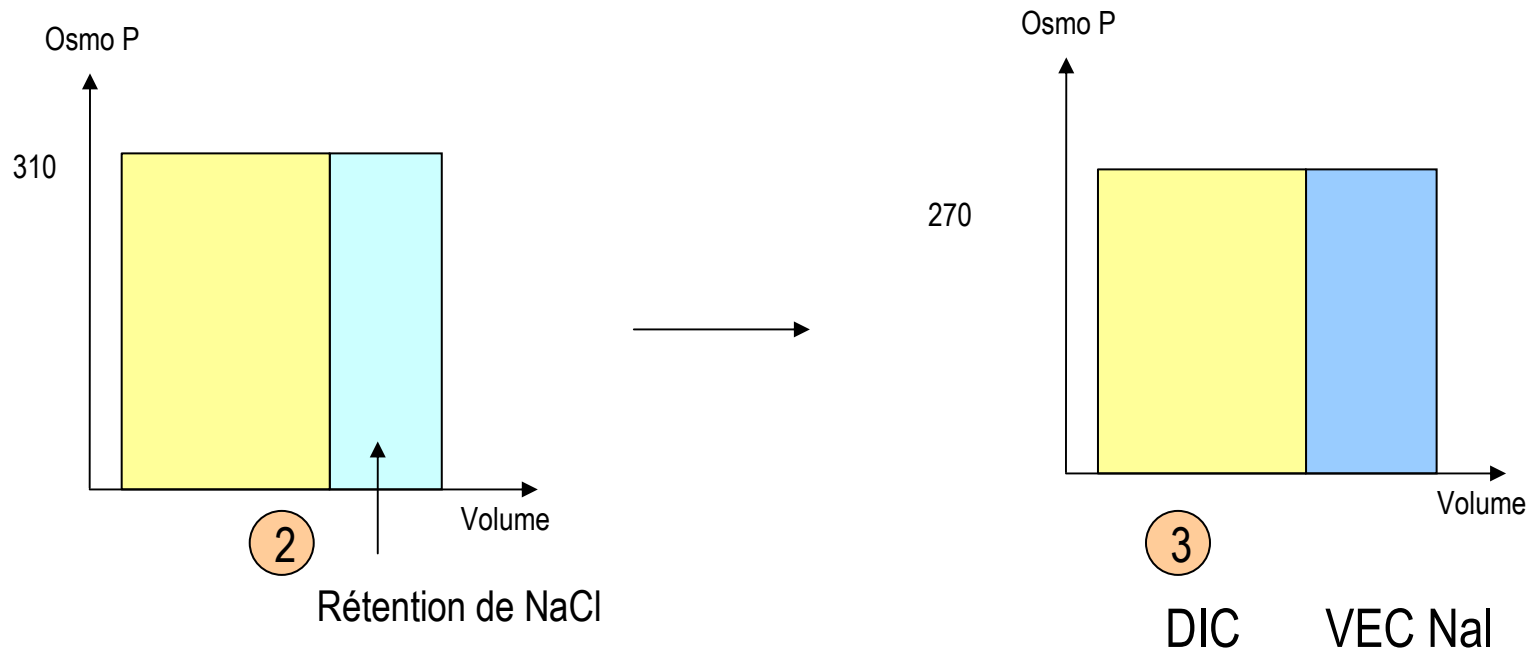 Osmo P
310
Volume
2
Rétention de NaCl
Osmo P
270
Volume
3
DIC VEC Nal